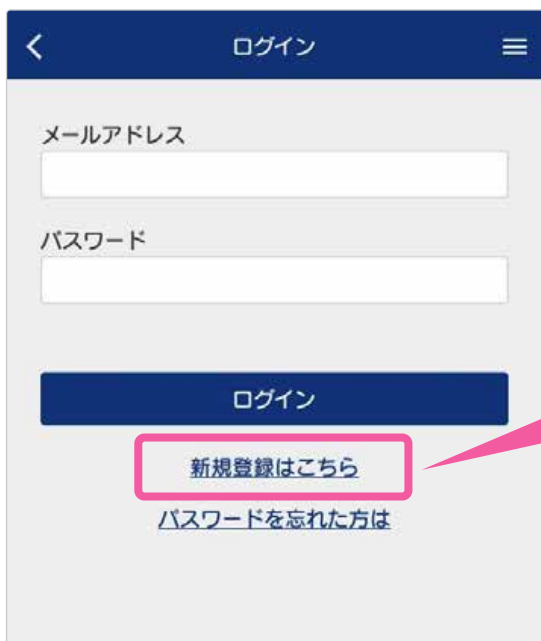 ログイン
メールアドレス
パスワード
ログイン
新規登録はこちら
パスワードを忘れた方は